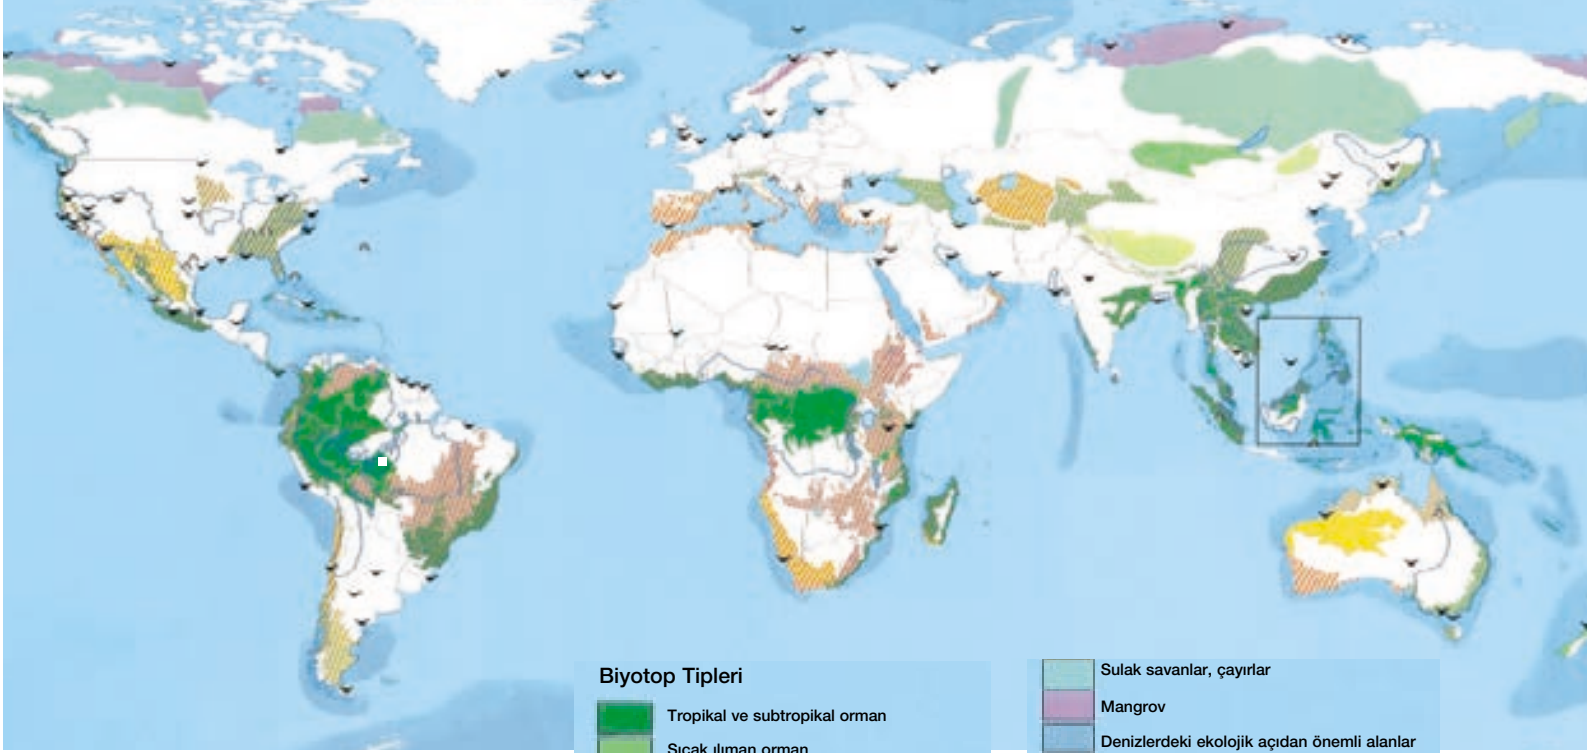 Biyotop Tipleri
Tropikal ve subtropikal orman
Sıcak ılıman orman
Sulak savanlar, çayırlar
Mangrov
Denizlerdeki ekolojik açıdan önemli alanlar